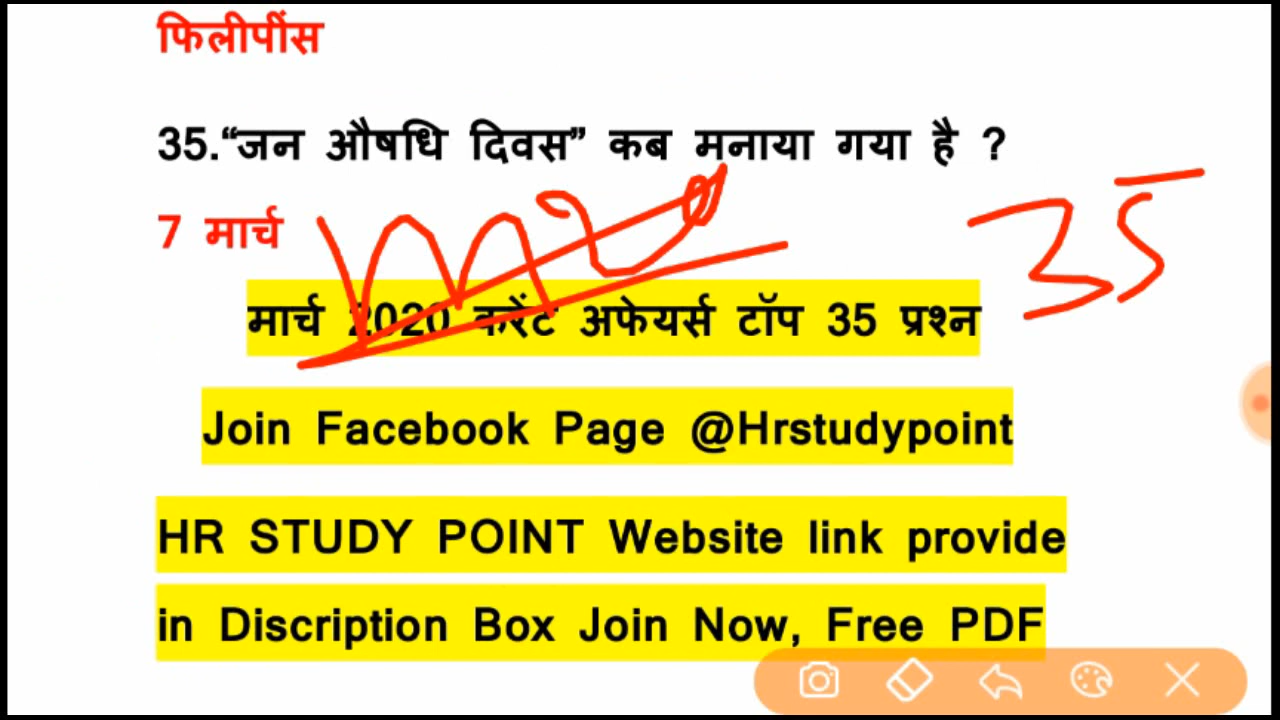 फिलीपींस
35.“जन औषधि दिवस” कब मनाया गया है ?
7 मार्च
35
मार्च 2020 करेंट अफेयर्स टॉप 35 प्रश्न
Join Facebook Page @Hrstudypoint
HR STUDY POINT Website link provide
in Discription Box Join Now, Free PDF